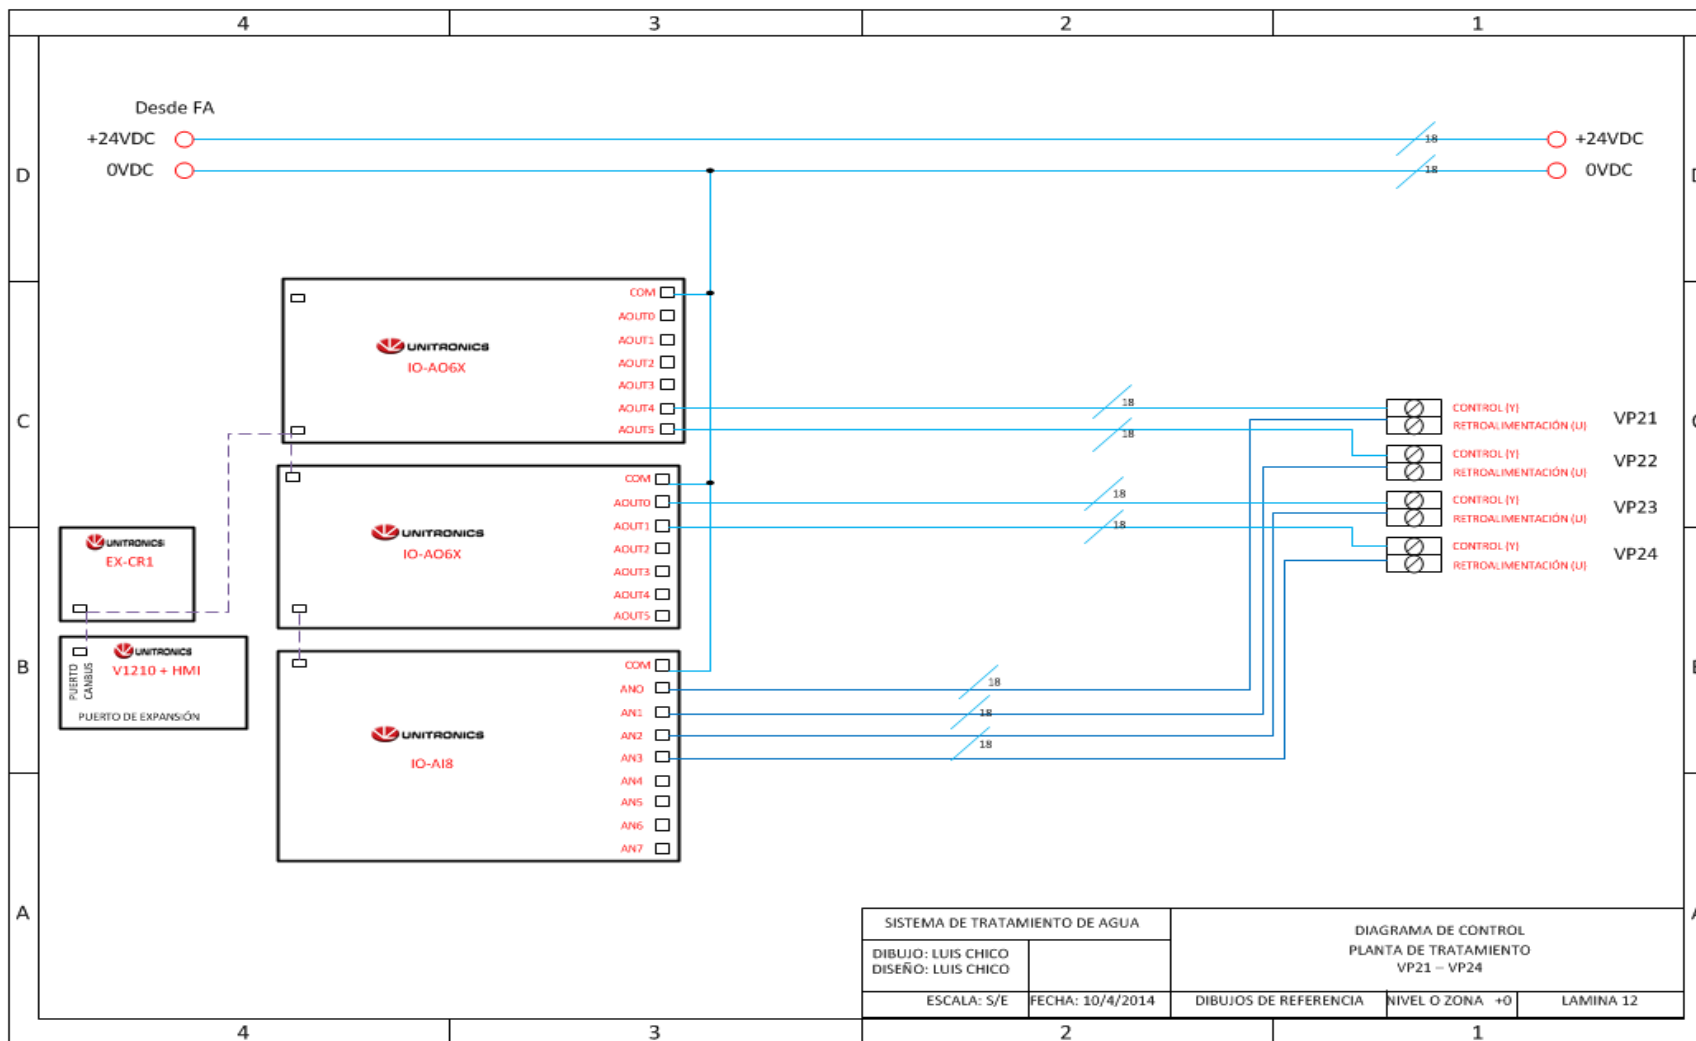 4 3 2 1
Desde FA
+24VDC 18 +24VDC
0VDC 18 0VDC
D D
COM
AOUT0
AOUT1
UNITRONICS
IO-AO6X
AOUT2
AOUT3
AOUT4 18 CONTROL (Y)
AOUT5 18 RETROALIMENTACIÓN (U) VP21
C C
CONTROL (Y)
RETROALIMENTACIÓN (U) VP22
COM
AOUT0 18 CONTROL (Y)
AOUT1 18 RETROALIMENTACIÓN (U) VP23
UNITRONICS
IO-AO6X
AOUT2 CONTROL (Y)
AOUT3 RETROALIMENTACIÓN (U) VP24
AOUT4
AOUT5
UNITRONICS
EX-CR1
UNITRONICS
V1210 + HMI
PUERTO
CANBUS
PUERTO DE EXPANSIÓN
B B
COM
AN0 18
AN1 18
AN2 18
AN3
UNITRONICS
IO-AI8
AN4
AN5
AN6
AN7
A A
SISTEMA DE TRATAMIENTO DE AGUA
DIBUJO: LUIS CHICO
DISEÑO: LUIS CHICO
DIAGRAMA DE CONTROL
PLANTA DE TRATAMIENTO
VP21 – VP24
ESCALA: S/E FECHA: 10/4/2014 DIBUJOS DE REFERENCIA NIVEL O ZONA +0 LAMINA 12
4 3 2 1